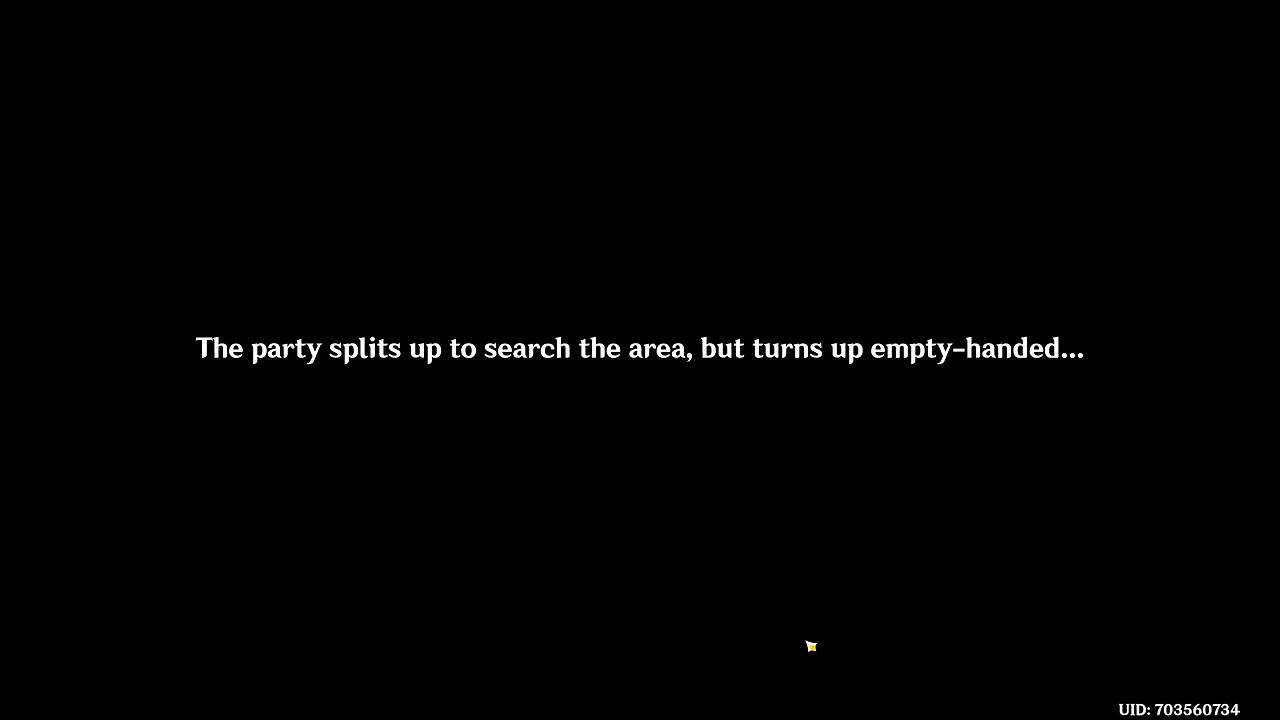 The party splits up to search the area, but turns up empty-handed...
UID: 703560734